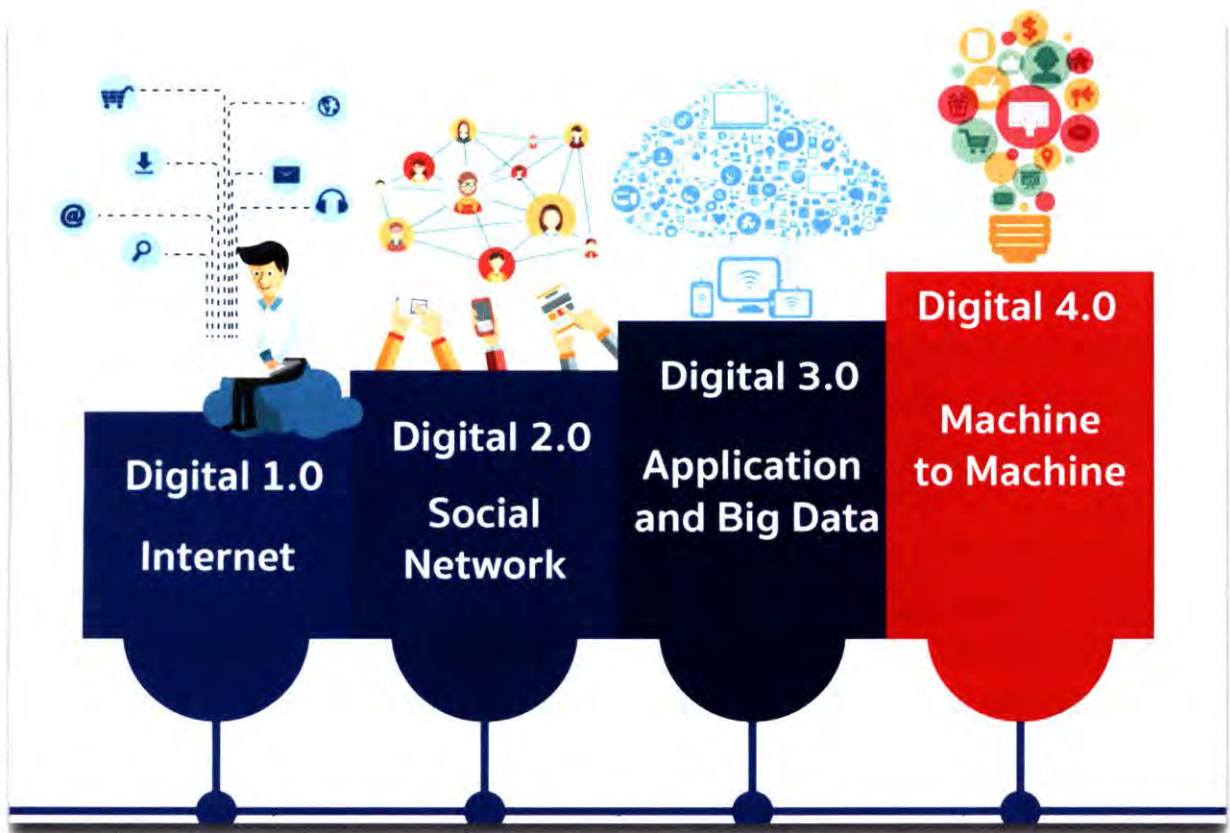 Digital 1.0
Internet
Digital 2.0
Social
Network
Digital 3.0
Application
and Big Data
Digital 4.0
Machine
to Machine